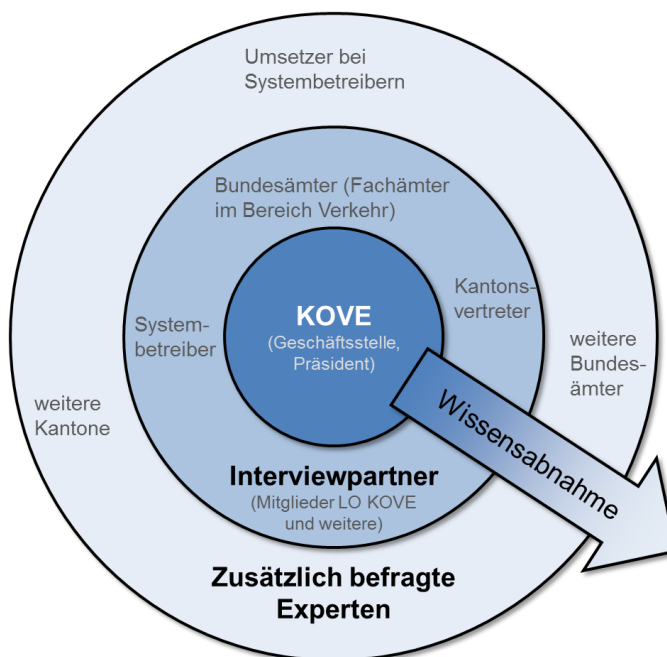 Umsetzer bei
Systembetreibern
Bundesämter (Fachämter
im Bereich Verkehr)
Kantons-
vertreter
KOVE
(Geschäftsstelle,
Präsident)
System-
betreiber
weitere
Bundes-
ämter
weitere
Kantone
Wissensabnahme
Interviewpartner
(Mitglieder LO KOVE
und weitere)
Zusätzlich befragte
Experten